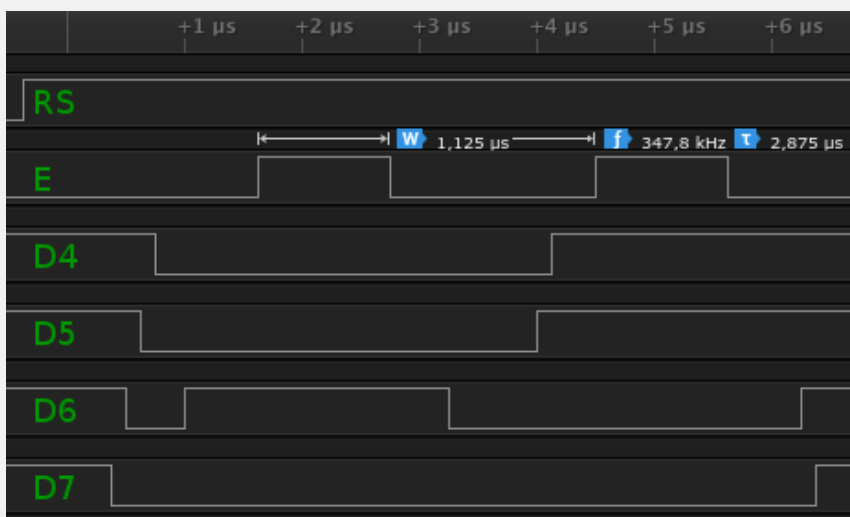 +1 µs +2 µs +3 µs +4 µs +5 µs +6 µs
RS
W 1,125 µs f 347,8 kHz τ 2,875 µs
E
D4
D5
D6
D7